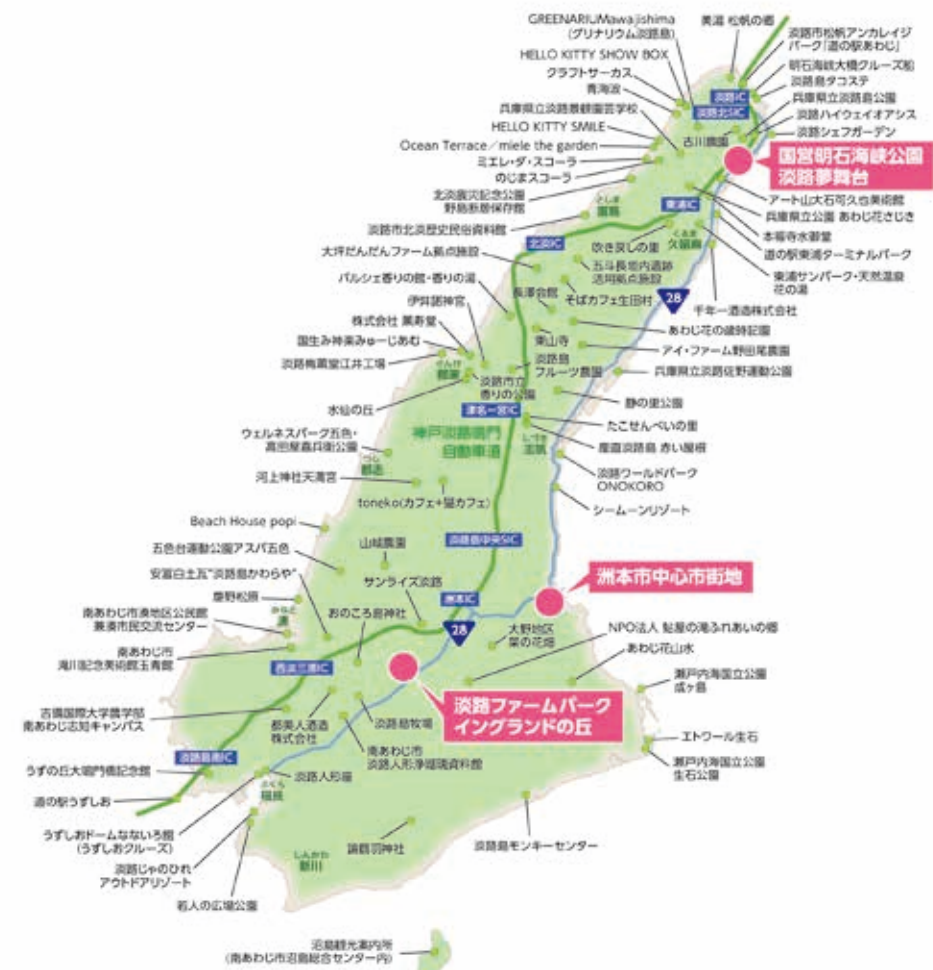 GREENARIUMawajishima
(グリナリウム淡路島)
美湯 松帆の郷
淡路市松帆アンカレイジ
パーク「道の駅あわじ」
HELLO KITTY SHOW BOX
明石海峡大橋クルーズ船
クラフトサーカス
淡路島タコステ
青海波
淡路IC
兵庫県立淡路島公園
兵庫県立淡路景観園芸学校
淡路北SIC
淡路ハイウェイオアシス
HELLO KITTY SMILE
古川農園
淡路シェフガーデン
Ocean Terrace/miele the garden
国営明石海峡公園
淡路夢舞台
ミエレ・ダ・スコーラ
のじまスコーラ
アート山大石可久也美術館
北淡震災記念公園
野島断層保存館
東浦IC
兵庫県立公園 あわじ花さじき
としま
富島
本福寺水御堂
淡路市北淡歴史民俗資料館
くるま
久留麻
道の駅東浦ターミナルパーク
北淡IC
吹き戻しの里
大坪だんだんファーム拠点施設
五斗長垣内遺跡
活用拠点施設
東浦サンパーク・天然温泉
花の湯
パルシェ香りの館・香りの湯
長澤会館
そばカフェ生田村
28
千年一酒造株式会社
伊弉諾神宮
あわじ花の歳時記園
株式会社 薫寿堂
東山寺
アイ・ファーム野田尾農園
国生み神楽みゅーじあむ
淡路島
フルーツ農園
兵庫県立淡路佐野運動公園
淡路梅薫堂江井工場
淡路市立
香りの公園
静の里公園
水仙の丘
津名一宮IC
たこせんべいの里
ウェルネスパーク五色・
高田屋嘉兵衛公園
神戸淡路鳴門
自動車道
しづき
志筑
産直淡路島 赤い屋根
つし
都志
淡路ワールドパーク
ONOKORO
河上神社天満宮
toneko(カフェ+猫カフェ)
シームーンリゾート
Beach House popi
山城農園
淡路島中央SIC
五色台運動公園アスパ五色
サンライズ淡路
洲本市中心市街地
安冨白土瓦"淡路島かわらや"
洲本IC
慶野松原
おのころ島神社
南あわじ市湊地区公民館
兼湊市民交流センター
みなと
湊
28
大野地区
菜の花畑
NPO法人 鮎屋の滝ふれあいの郷
南あわじ市
滝川記念美術館玉青館
西淡三原IC
あわじ花山水
瀬戸内海国立公園
成ヶ島
淡路ファームパーク
イングランドの丘
吉備国際大学農学部
南あわじ志知キャンパス
都美人酒造
株式会社
淡路島牧場
エトワール生石
淡路島南IC
南あわじ市
淡路人形浄瑠璃資料館
瀬戸内海国立公園
生石公園
うずの丘大鳴門橋記念館
ふくら
福良
淡路人形座
道の駅うずしお
うずしおドームなないろ館
(うずしおクルーズ)
諭鶴羽神社
淡路島モンキーセンター
淡路じゃのひれ
アウトドアリゾート
しんかわ
新川
若人の広場公園
沼島観光案内所
(南あわじ市沼島総合センター内)